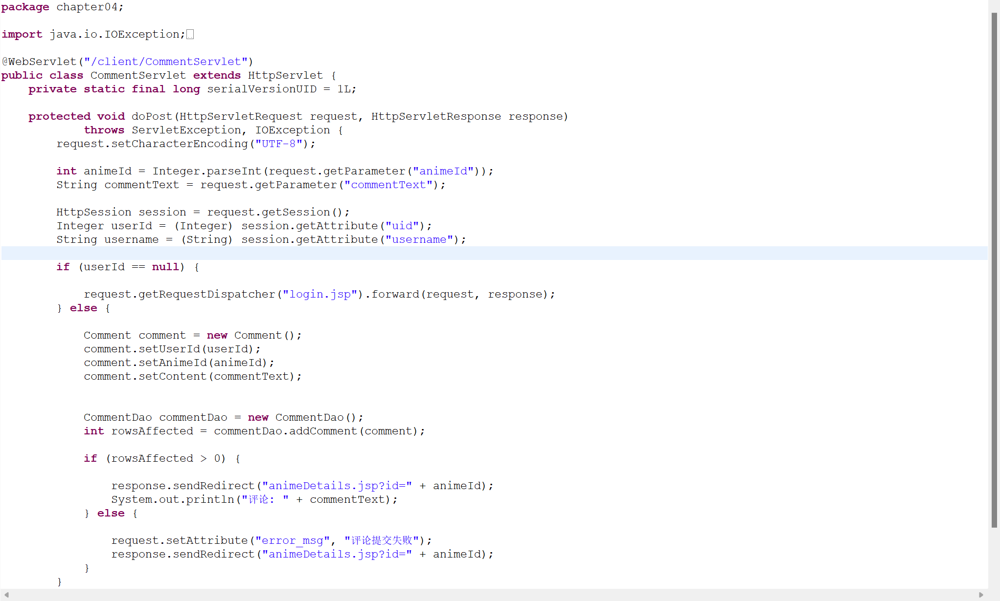 package chapter04;
import java.io.IOException;
@WebServlet("/client/CommentServlet")
public class CommentServlet extends HttpServlet {
private static final long serialVersionUID = 1L;
protected void doPost(HttpServletRequest request, HttpServletResponse response)
throws ServletException, IOException {
request.setCharacterEncoding("UTF-8");
int animeId = Integer.parseInt(request.getParameter("animeId"));
String commentText = request.getParameter("commentText");
HttpSession session = request.getSession();
Integer userId = (Integer) session.getAttribute("uid");
String username = (String) session.getAttribute("username");
if (userId == null) {
request.getRequestDispatcher("login.jsp").forward(request, response);
} else {
Comment comment = new Comment();
comment.setUserId(userId);
comment.setAnimeId(animeId);
comment.setContent(commentText);
CommentDao commentDao = new CommentDao();
int rowsAffected = commentDao.addComment(comment);
if (rowsAffected > 0) {
response.sendRedirect("animeDetails.jsp?id=" + animeId);
System.out.println("评论: " + commentText);
} else {
request.setAttribute("error_msg", "评论提交失败");
response.sendRedirect("animeDetails.jsp?id=" + animeId);
}
}